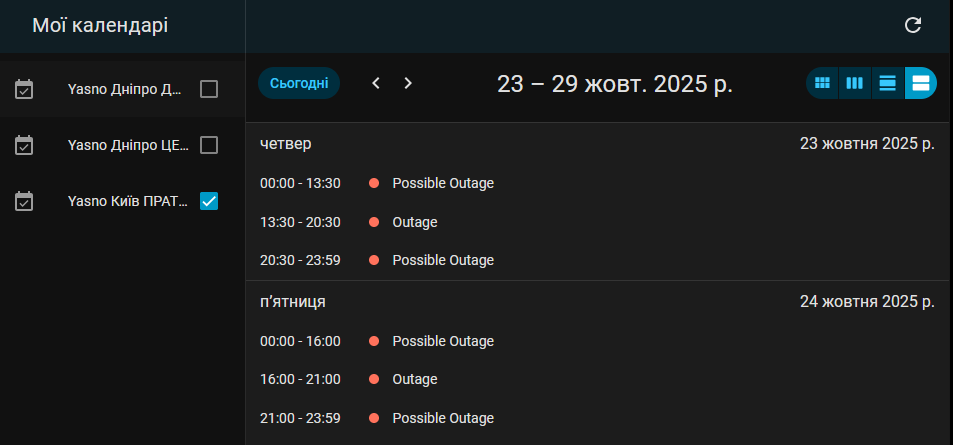 Мої календарі
Yasno Дніпро Д...
Yasno Дніпро ЦЕ...
Yasno Київ ПРАТ...
Сьогодні
23 – 29 жовт. 2025 р.
четвер 23 жовтня 2025 р.
00:00 - 13:30 Possible Outage
13:30 - 20:30 Outage
20:30 - 23:59 Possible Outage
п’ятниця 24 жовтня 2025 р.
00:00 - 16:00 Possible Outage
16:00 - 21:00 Outage
21:00 - 23:59 Possible Outage